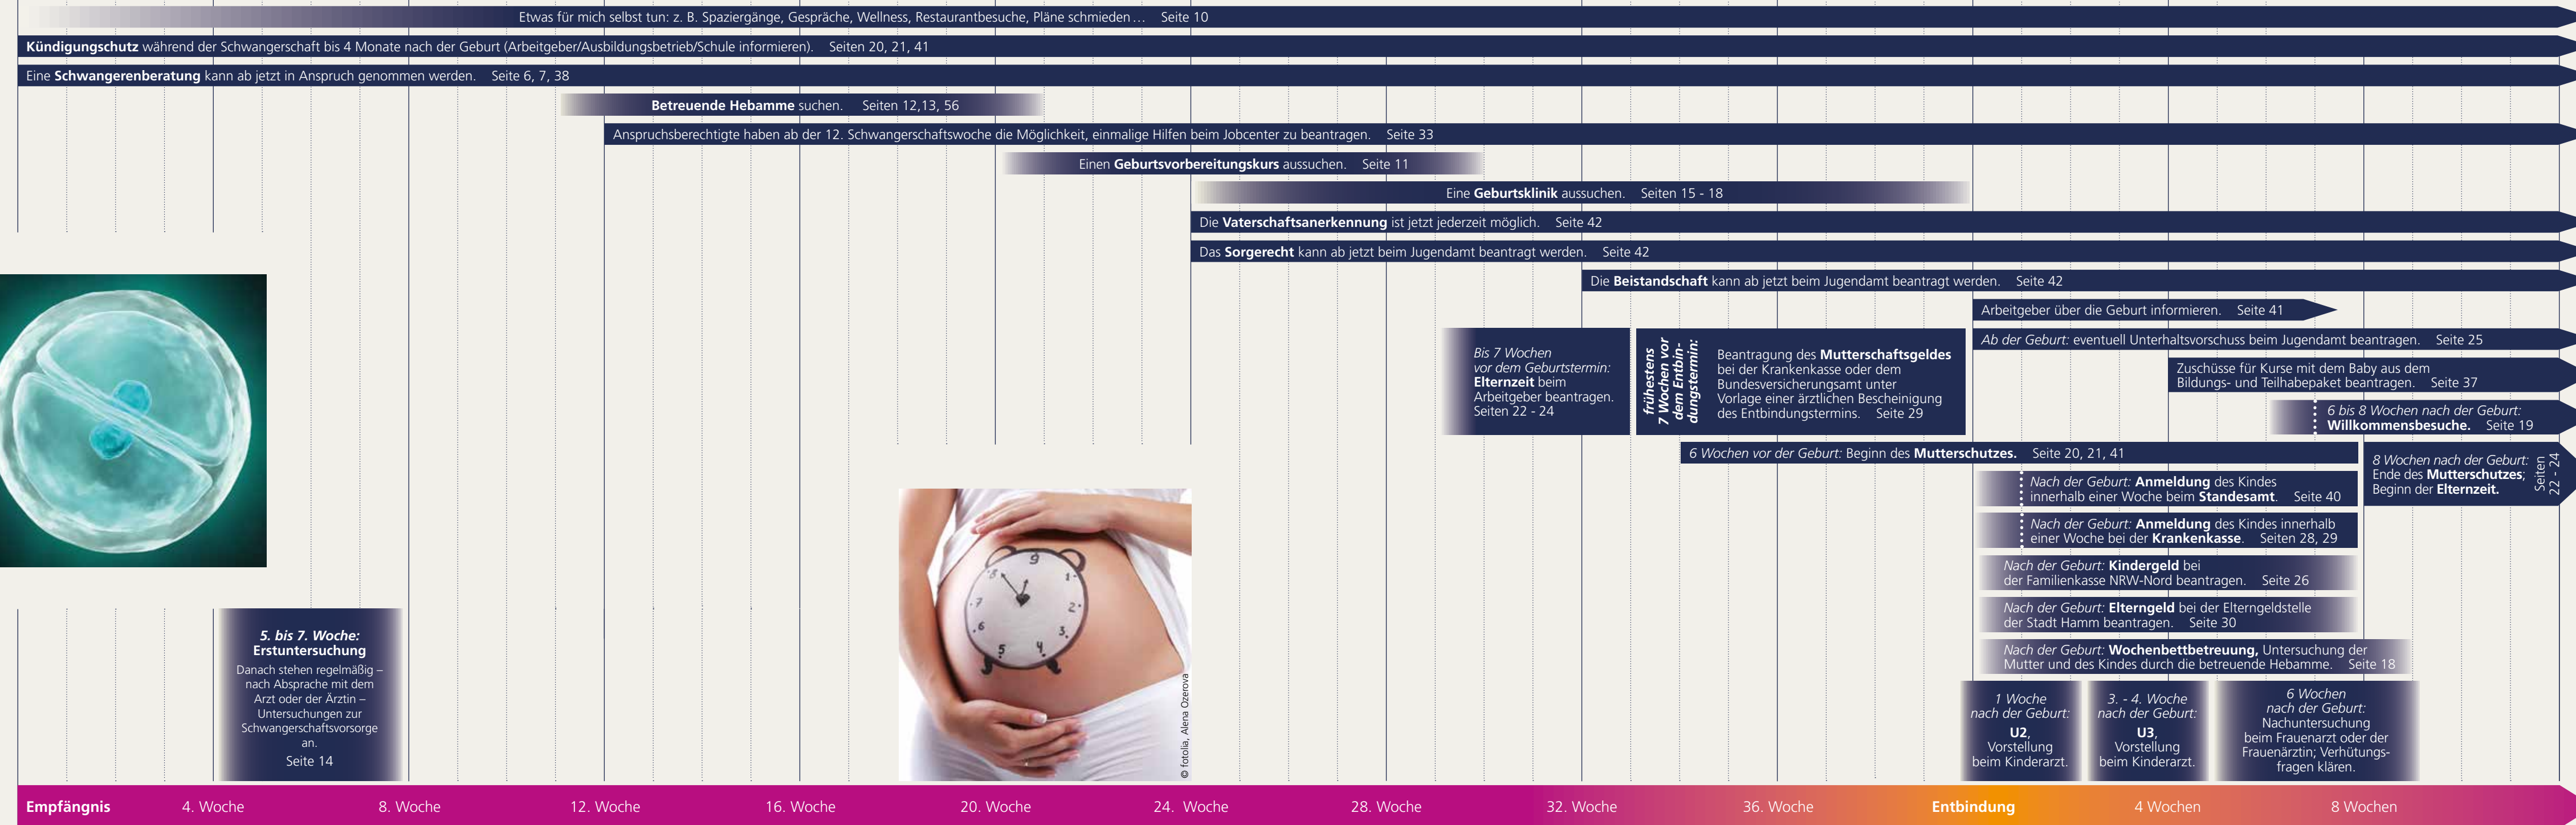 Etwas für mich selbst tun: z. B. Spaziergänge, Gespräche, Wellness, Restaurantbesuche, Pläne schmieden… Seite 10
Kündigungschutz während der Schwangerschaft bis 4 Monate nach der Geburt (Arbeitgeber/Ausbildungsbetrieb/Schule informieren). Seiten 20, 21, 41
Eine Schwangerenberatung kann ab jetzt in Anspruch genommen werden. Seite 6, 7, 38
Betreuende Hebamme suchen. Seiten 12,13, 56
Anspruchsberechtigte haben ab der 12. Schwangerschaftswoche die Möglichkeit, einmalige Hilfen beim Jobcenter zu beantragen. Seite 33
Einen Geburtsvorbereitungskurs aussuchen. Seite 11
Eine Geburtsklinik aussuchen. Seiten 15 - 18
Die Vaterschaftsanerkennung ist jetzt jederzeit möglich. Seite 42
Das Sorgerecht kann ab jetzt beim Jugendamt beantragt werden. Seite 42
Die Beistandschaft kann ab jetzt beim Jugendamt beantragt werden. Seite 42
Arbeitgeber über die Geburt informieren. Seite 41
Ab der Geburt: eventuell Unterhaltsvorschuss beim Jugendamt beantragen. Seite 25
Bis 7 Wochen
vor dem Geburtstermin:
Elternzeit beim
Arbeitgeber beantragen.
Seiten 22 - 24
frühestens
7 Wochen vor
dem Entbin-
dungstermin:
Beantragung des Mutterschaftsgeldes
bei der Krankenkasse oder dem
Bundesversicherungsamt unter
Vorlage einer ärztlichen Bescheinigung
des Entbindungstermins. Seite 29
Zuschüsse für Kurse mit dem Baby aus dem
Bildungs- und Teilhabepaket beantragen. Seite 37
6 bis 8 Wochen nach der Geburt:
Willkommensbesuche. Seite 19
6 Wochen vor der Geburt: Beginn des Mutterschutzes. Seite 20, 21, 41
8 Wochen nach der Geburt:
Ende des Mutterschutzes;
Beginn der Elternzeit.
Seiten
22 - 24
Nach der Geburt: Anmeldung des Kindes
innerhalb einer Woche beim Standesamt. Seite 40
Nach der Geburt: Anmeldung des Kindes innerhalb
einer Woche bei der Krankenkasse. Seiten 28, 29
Nach der Geburt: Kindergeld bei
der Familienkasse NRW-Nord beantragen. Seite 26
Nach der Geburt: Elterngeld bei der Elterngeldstelle
der Stadt Hamm beantragen. Seite 30
Nach der Geburt: Wochenbettbetreuung, Untersuchung der
Mutter und des Kindes durch die betreuende Hebamme. Seite 18
5. bis 7. Woche:
Erstuntersuchung
Danach stehen regelmäßig –
nach Absprache mit dem
Arzt oder der Ärztin –
Untersuchungen zur
Schwangerschaftsvorsorge
an.
Seite 14
9
1
2
3
4
5
6
7
8
© fotolia, Alena Ozerova
1 Woche
nach der Geburt:
U2,
Vorstellung
beim Kinderarzt.
3. - 4. Woche
nach der Geburt:
U3,
Vorstellung
beim Kinderarzt.
6 Wochen
nach der Geburt:
Nachuntersuchung
beim Frauenarzt oder der
Frauenärztin; Verhütungs-
fragen klären.
Empfängnis 4. Woche 8. Woche 12. Woche 16. Woche 20. Woche 24. Woche 28. Woche 32. Woche 36. Woche Entbindung 4 Wochen 8 Wochen